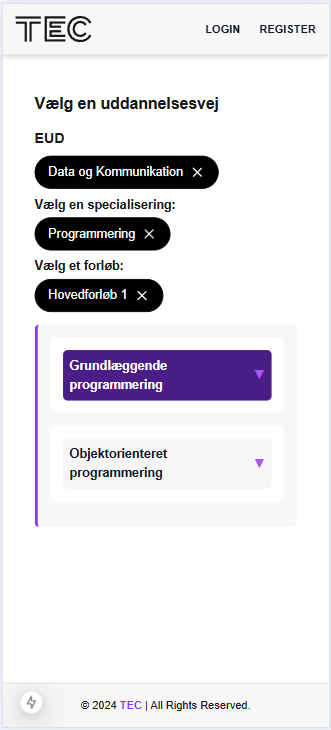 TEC
LOGIN REGISTER
Vælg en uddannelsesvej
EUD
Data og Kommunikation ×
Vælg en specialisering:
Programmering ×
Vælg et forløb:
Hovedforløb 1 ×
Grundlæggende
programmering
Objektorienteret
programmering
© 2024 TEC | All Rights Reserved.